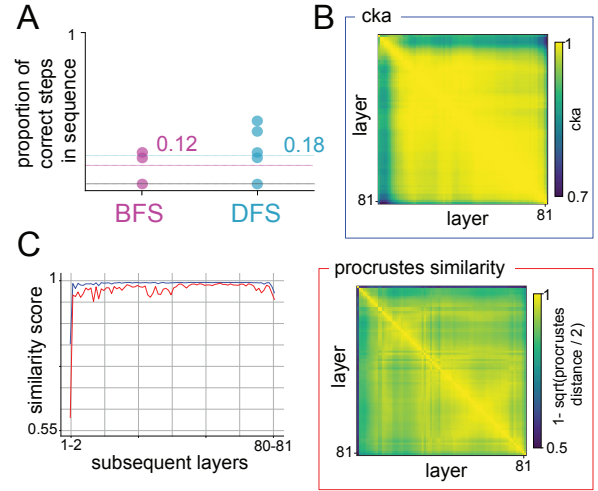 A
1
proportion of
correct steps
in sequence
0.12
0.18
BFS
DFS
B
cka
1
layer
cka
81
0.7
layer
81
C
1
similarity score
0.55
1-2
80-81
subsequent layers
procrustes similarity
1
layer
1- sqrt(procrustes
distance / 2)
81
0.5
layer
81